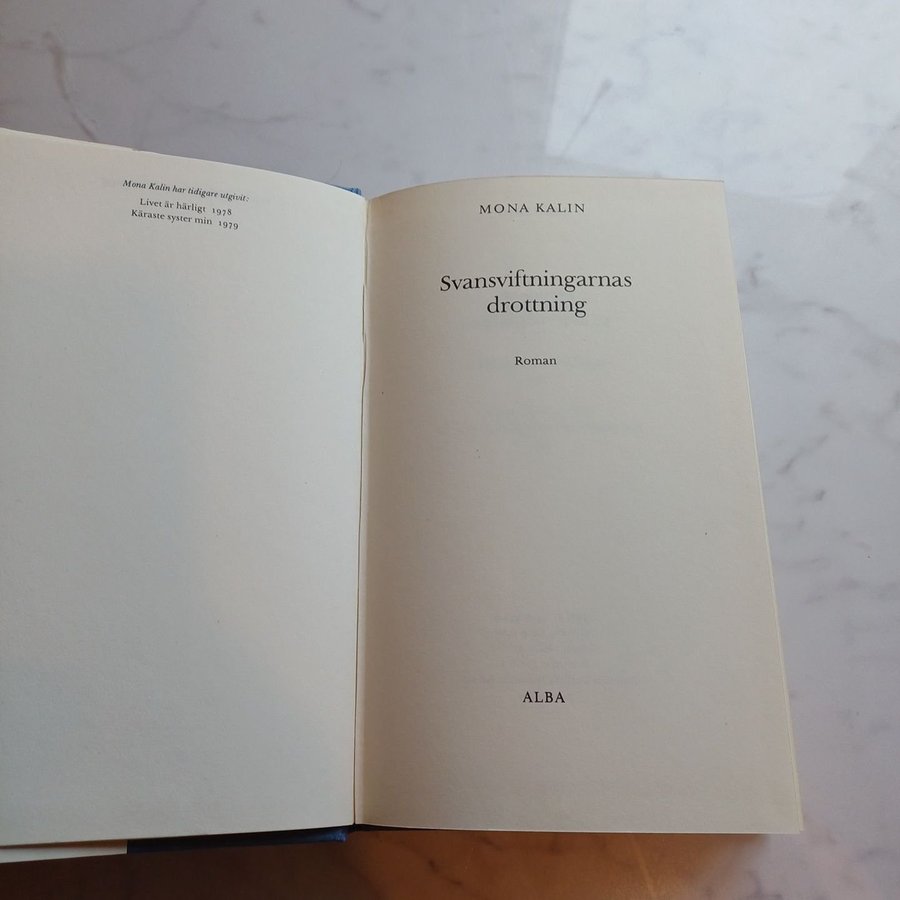 Mona Kalin har tidigare utgivit:
Livet är härligt 1978
Käraste syster min 1979
MONA KALIN
Svansviftningarnas
drottning
Roman
ALBA